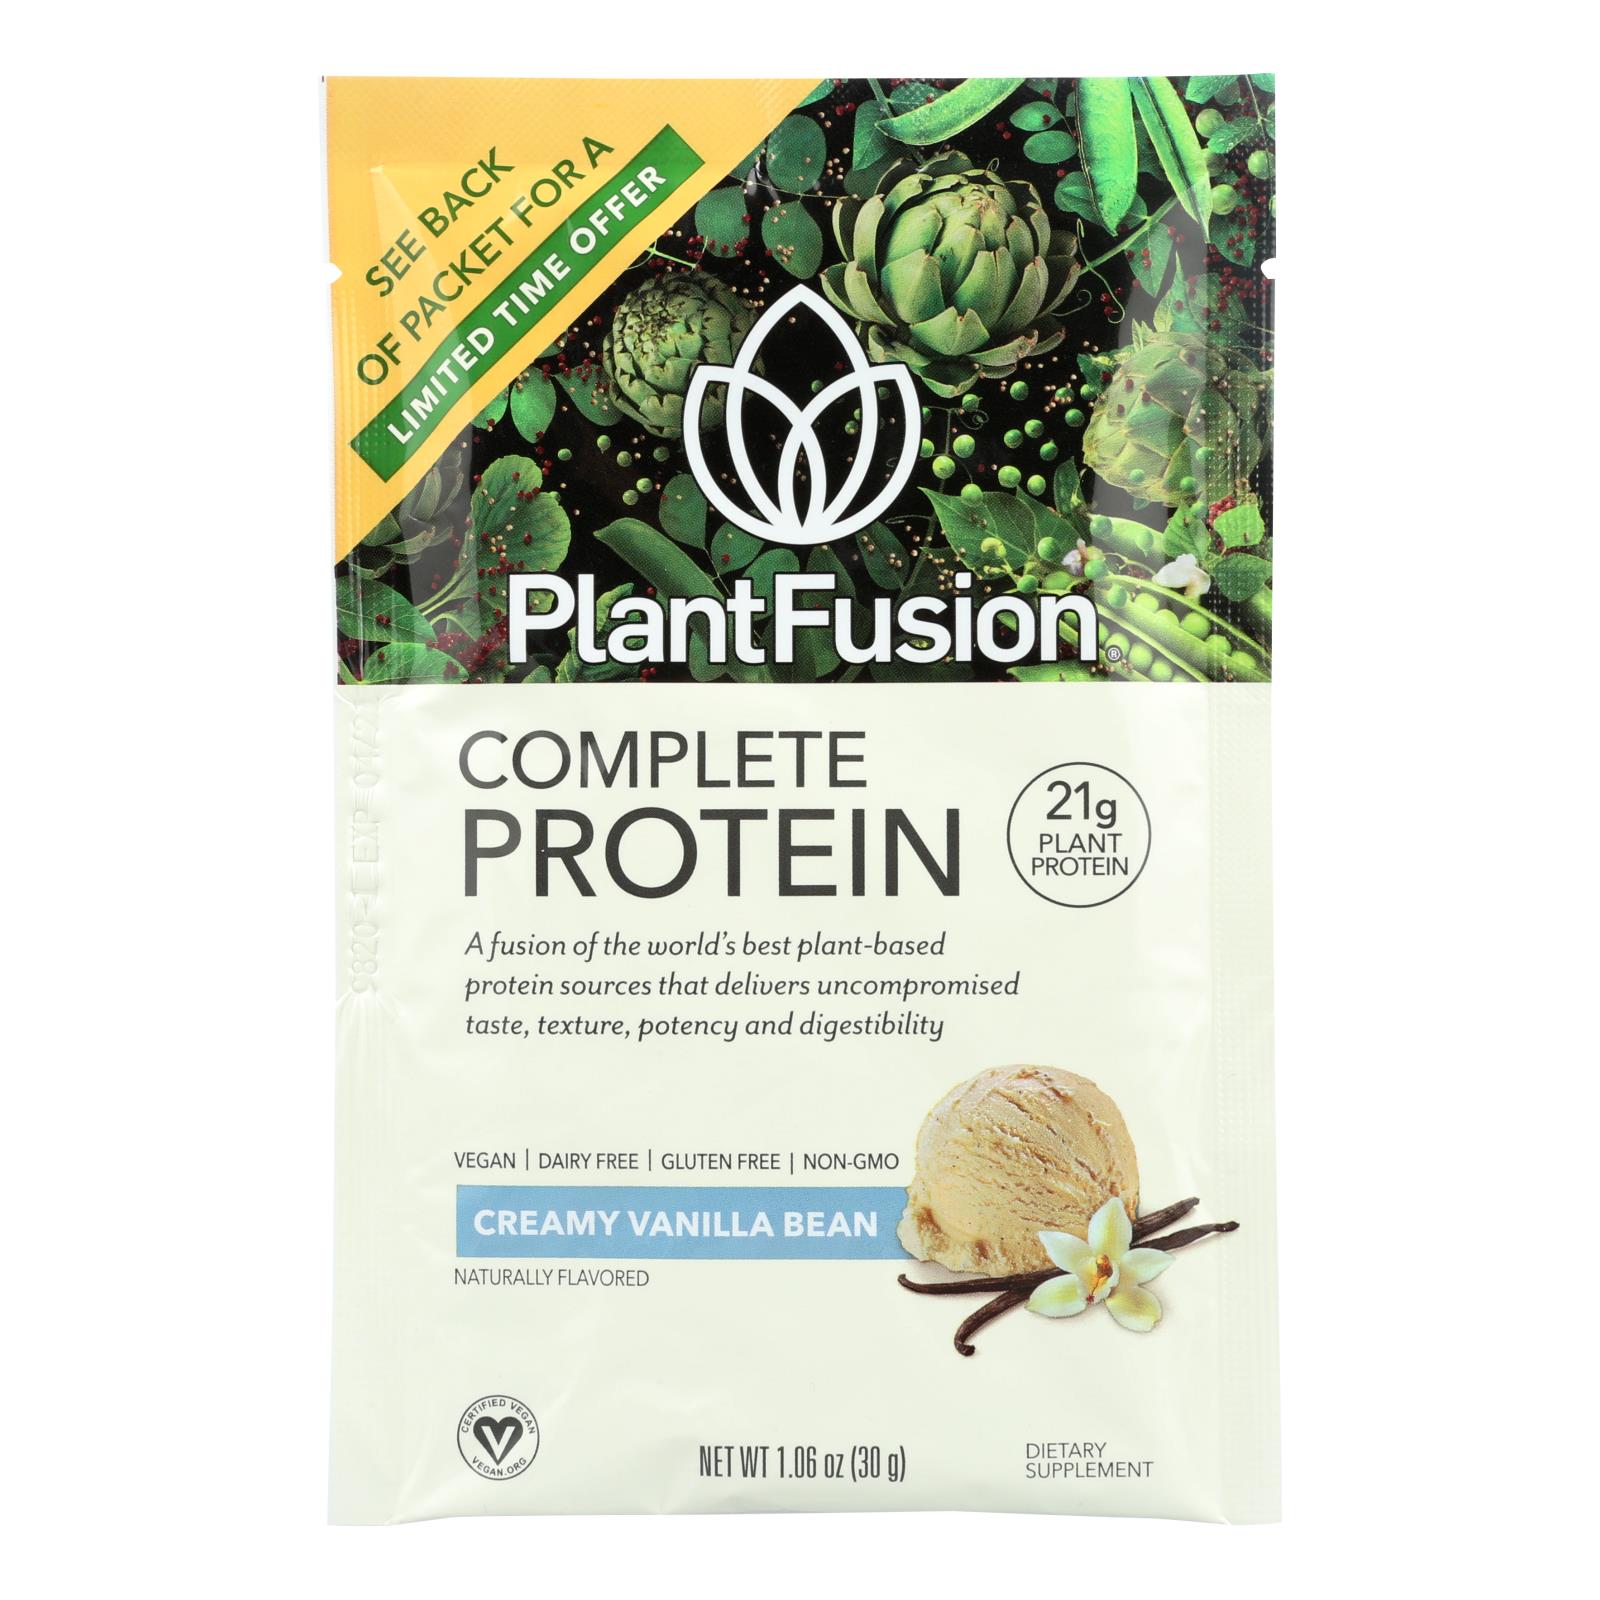 SEE BACK
OF PACKET FOR A
LIMITED TIME OFFER
PlantFusion®
COMPLETE
PROTEIN
21g
PLANT
PROTEIN
A fusion of the world's best plant-based
protein sources that delivers uncompromised
taste, texture, potency and digestibility
VEGAN | DAIRY FREE | GLUTEN FREE | NON-GMO
CREAMY VANILLA BEAN
NATURALLY FLAVORED
CERTIFIED VEGAN
V
VEGAN.ORG
NET WT 1.06 oz (30 g)
DIETARY
SUPPLEMENT
EXP